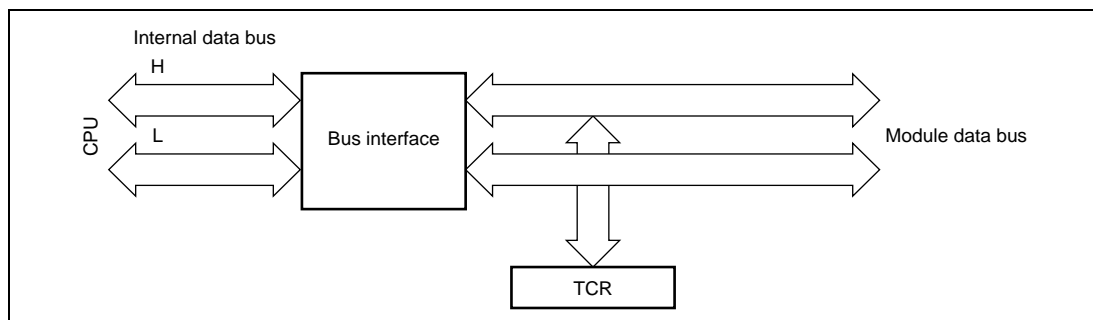 Internal data bus
H
L
CPU
Bus interface
Module data bus
TCR